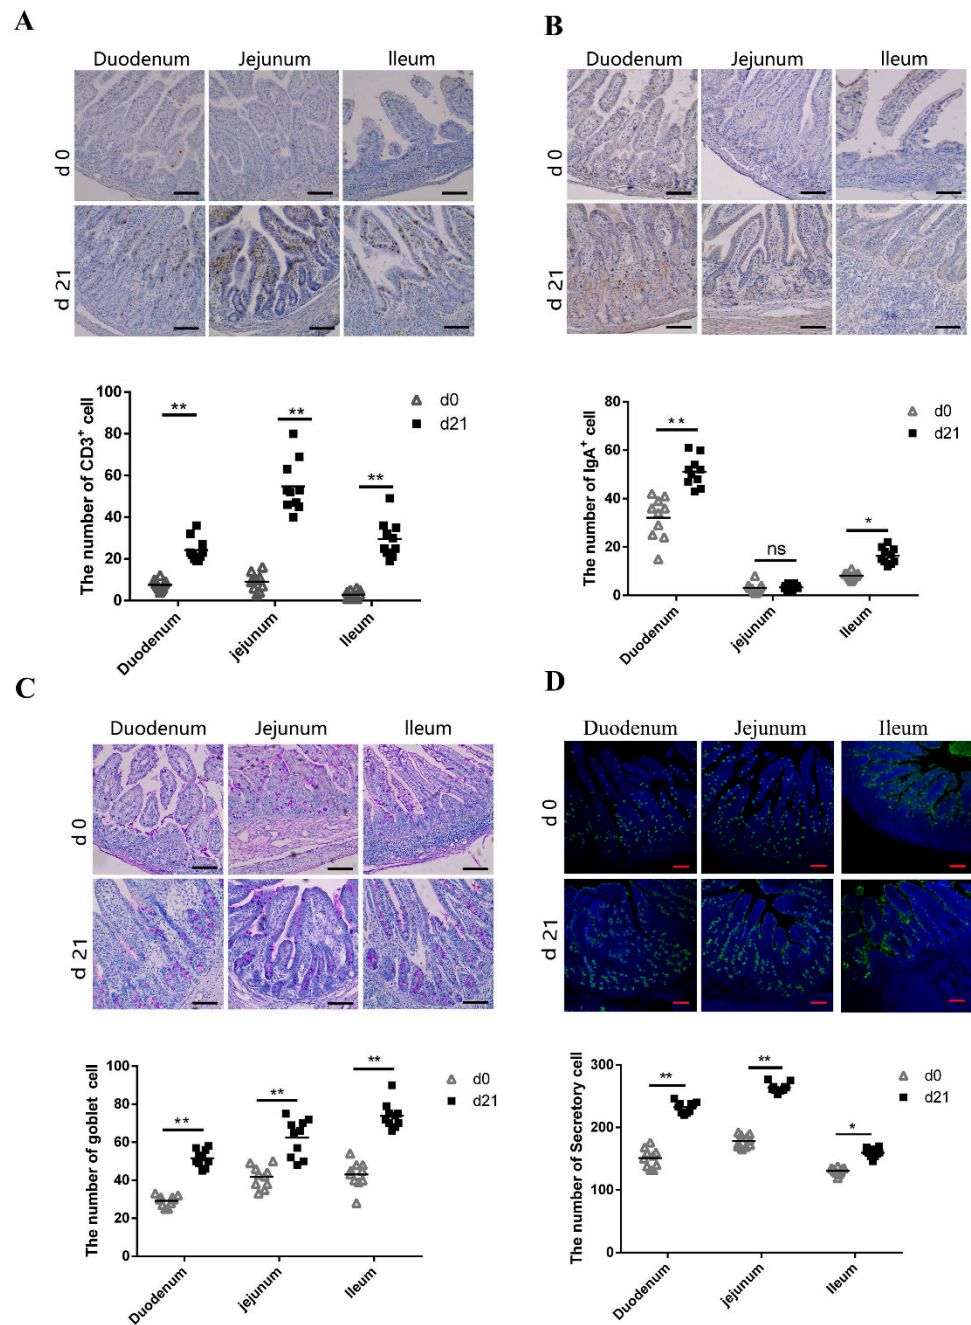 A
Duodenum Jejunum Ileum
d 0
d 21
100
80
60
40
20
0
The number of CD3+ cell
** ** **
d0
d21
Duodenum jejunum Ileum
B
Duodenum Jejunum Ileum
d 0
d 21
80
60
40
20
0
The number of IgA+ cell
** ns *
d0
d21
Duodenum jejunum Ileum
C
Duodenum Jejunum Ileum
d 0
d 21
100
80
60
40
20
0
The number of goblet cell
** ** **
d0
d21
Duodenum jejunum Ileum
D
Duodenum Jejunum Ileum
d 0
d 21
300
200
100
0
The number of Secretory cell
** ** *
d0
d21
Duodenum jejunum Ileum